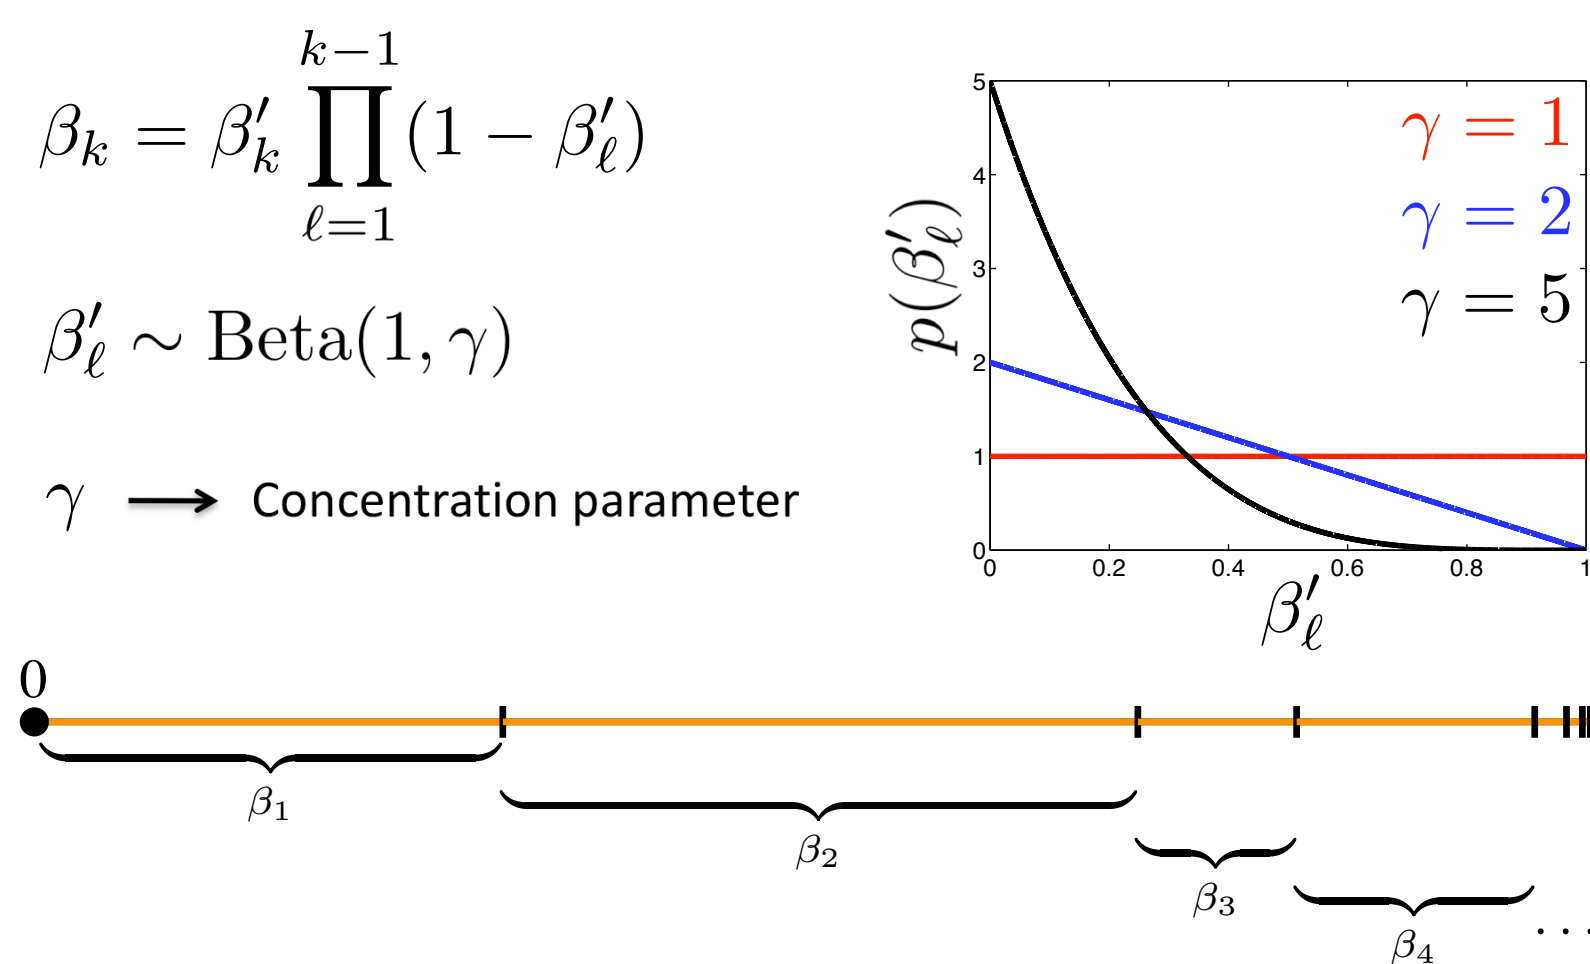 β_k = β′_k ∏_{ℓ=1}^{k−1} (1 − β′_ℓ)
β′_ℓ ∼ Beta(1, γ)
γ ⟶ Concentration parameter
p(β′_ℓ)
5
4
3
2
1
0
γ = 1
γ = 2
γ = 5
0 0.2 0.4 0.6 0.8 1
β′_ℓ
0
β_1
β_2
β_3
β_4
...